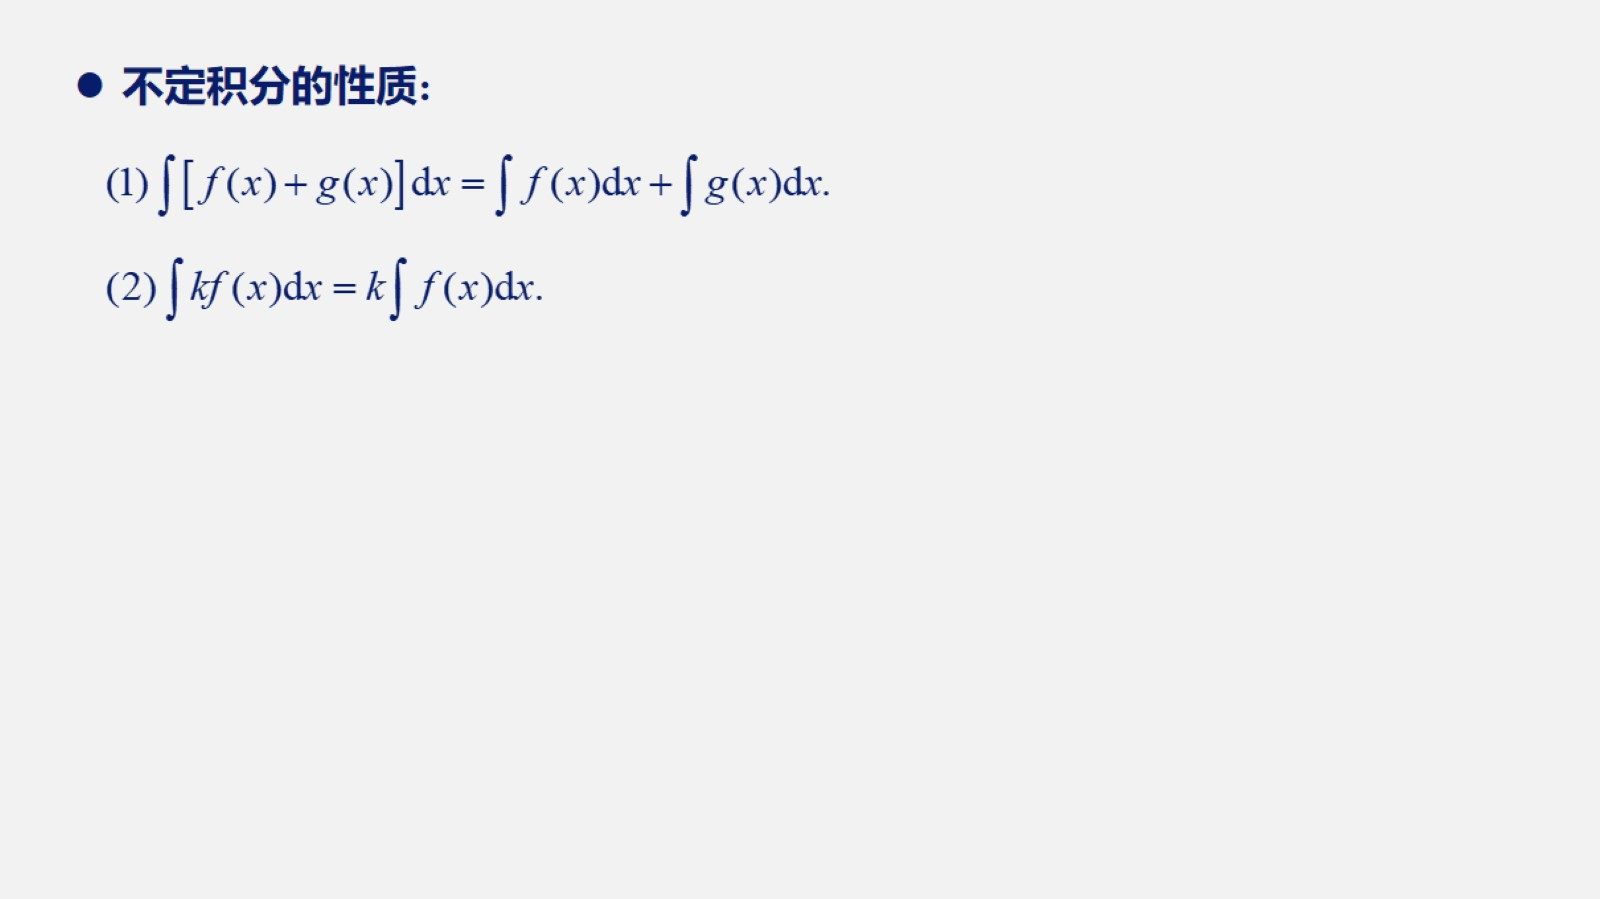 ● 不定积分的性质:
(1) ∫[f(x)+g(x)]dx = ∫f(x)dx + ∫g(x)dx.
(2) ∫kf(x)dx = k∫f(x)dx.